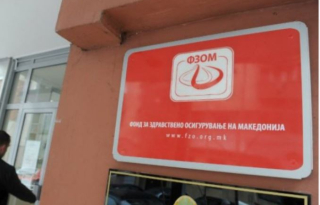 ФЗОМ
ФОНД ЗА ЗДРАВСТВЕНО ОСИГУРУВАЊЕ НА МАКЕДОНИЈА
www.fzo.org.mk